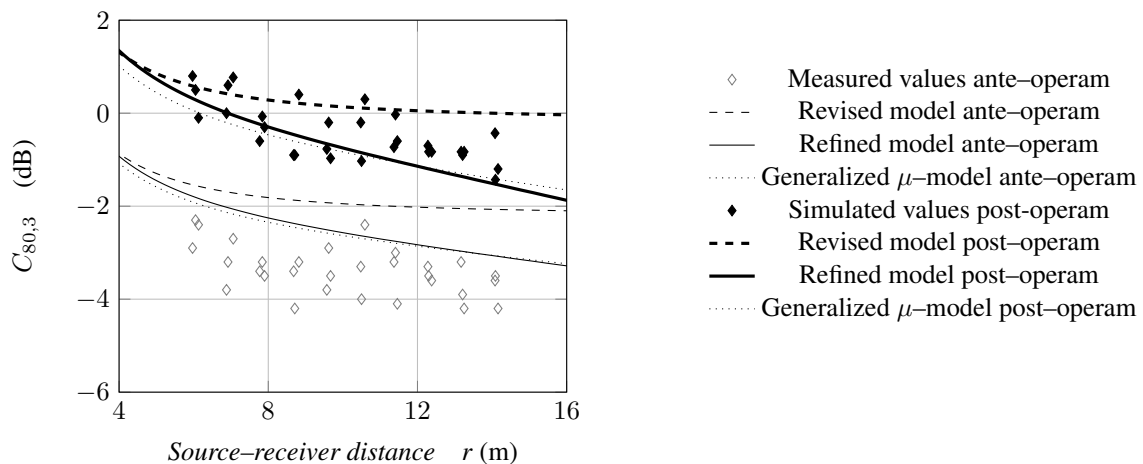 2
0
−2
−4
−6
4
8
12
16
C80,3 (dB)
Source–receiver distance r (m)
Measured values ante–operam
Revised model ante–operam
Refined model ante–operam
Generalized μ–model ante–operam
Simulated values post-operam
Revised model post–operam
Refined model post–operam
Generalized μ–model post–operam